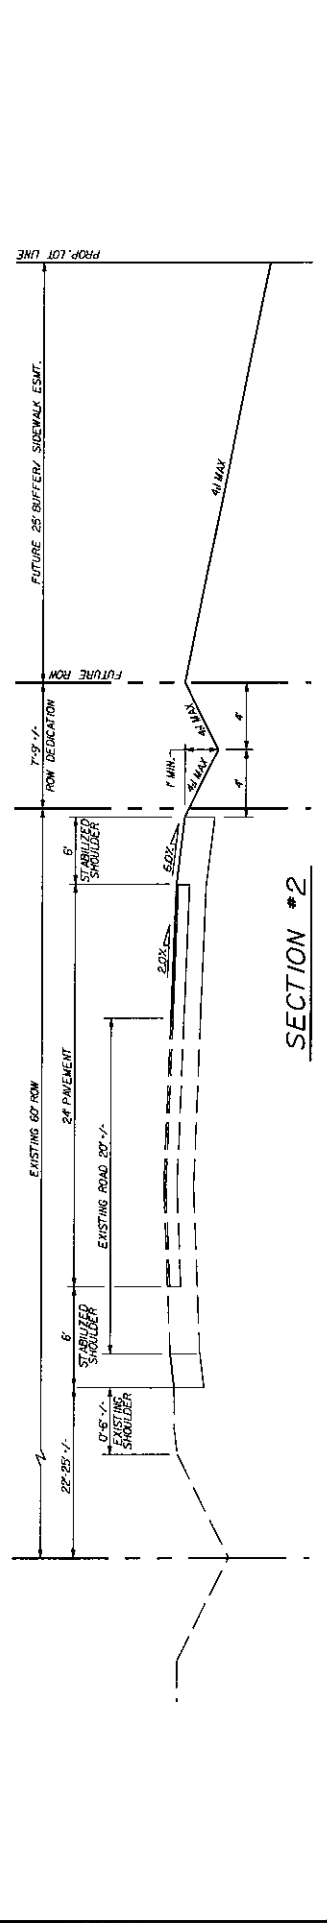 PROP. LOT LINE
FUTURE 25' BUFFER/ SIDEWALK ESMT.
4:1 MAX
FUTURE ROW
7'-9' +/-
ROW DEDICATION
1' MIN.
4:1 MAX
4:1 MAX
4'
4'
6'
STABILIZED
SHOULDER
6.0%
2.0%
EXISTING 60' ROW
24' PAVEMENT
EXISTING ROAD 20' +/-
6'
STABILIZED
SHOULDER
0'-6' +/-
EXISTING
SHOULDER
22'-25' +/-
SECTION #2